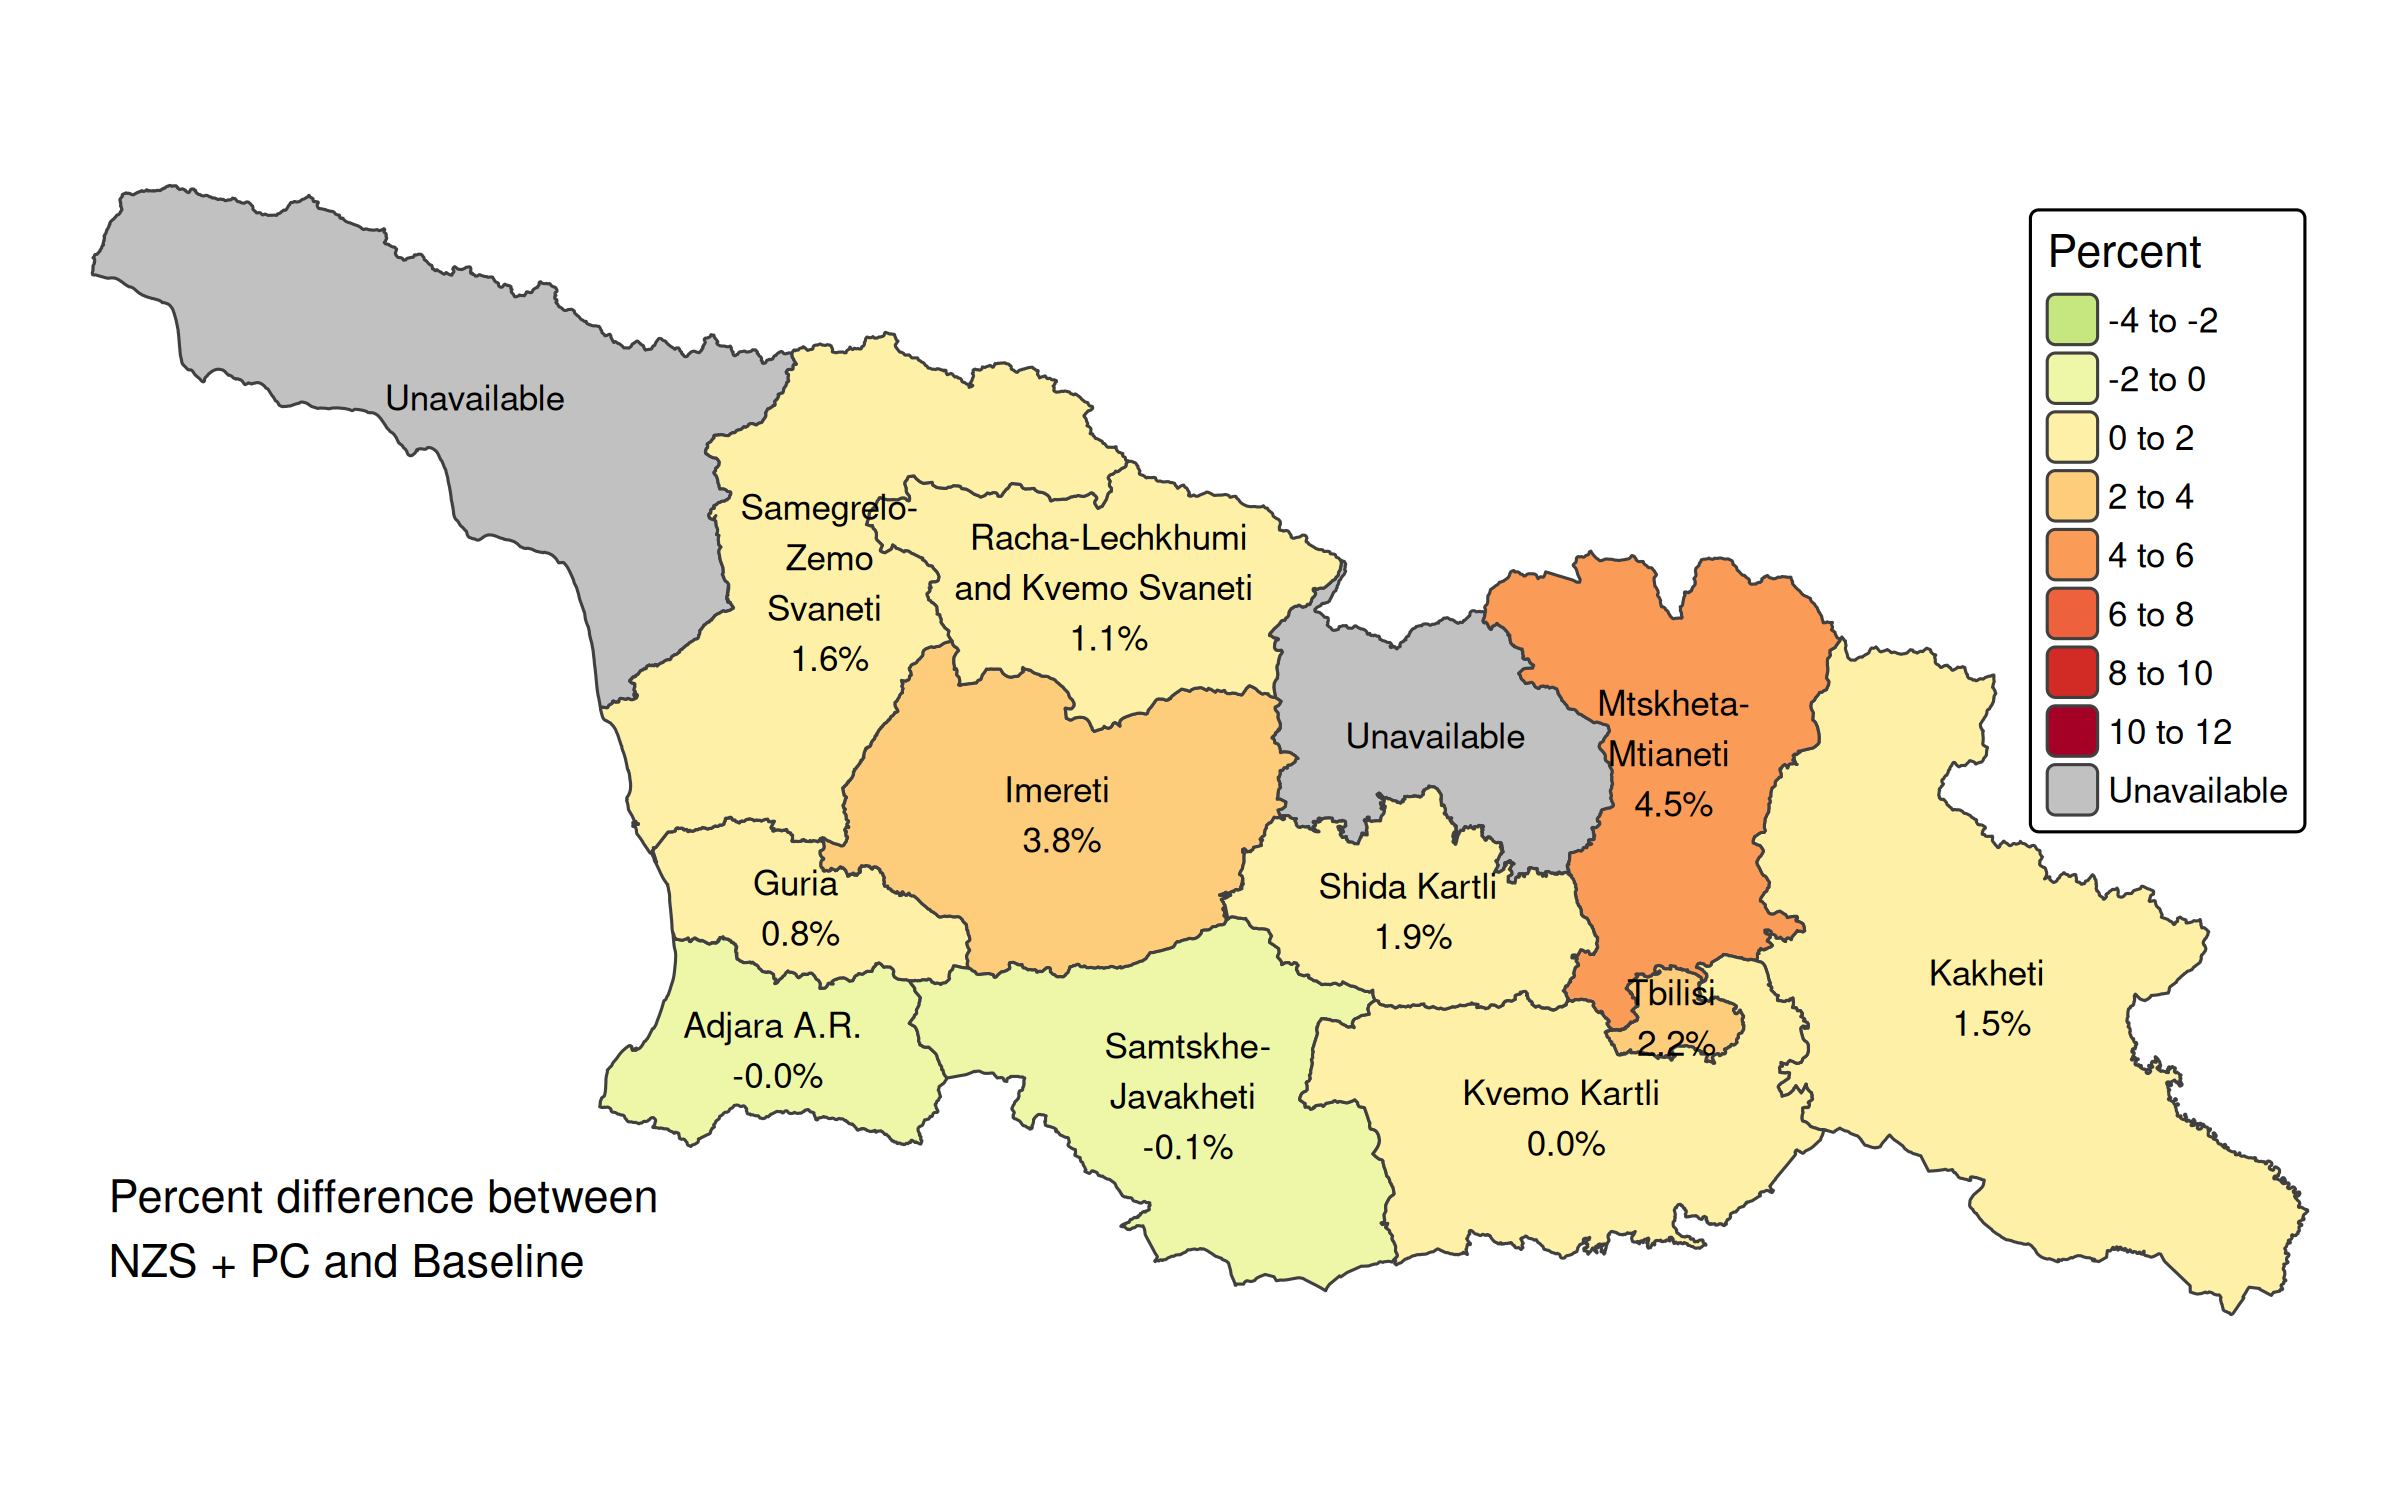 Unavailable
Samegrelo-
Zemo
Svaneti
1.6%
Racha-Lechkhumi
and Kvemo Svaneti
1.1%
Imereti
3.8%
Unavailable
Mtskheta-
Mtianeti
4.5%
Guria
0.8%
Shida Kartli
1.9%
Adjara A.R.
-0.0%
Samtskhe-
Javakheti
-0.1%
Tbilisi
2.2%
Kvemo Kartli
0.0%
Kakheti
1.5%
Percent
-4 to -2
-2 to 0
0 to 2
2 to 4
4 to 6
6 to 8
8 to 10
10 to 12
Unavailable
Percent difference between
NZS + PC and Baseline